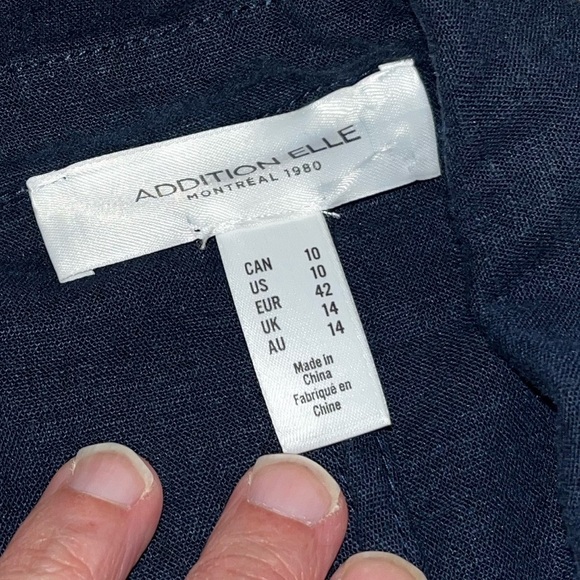 ADDITION ELLE
MONTRÉAL 1980
CAN 10
US 10
EUR 42
UK 14
AU 14
Made in
China
Fabriqué en
Chine